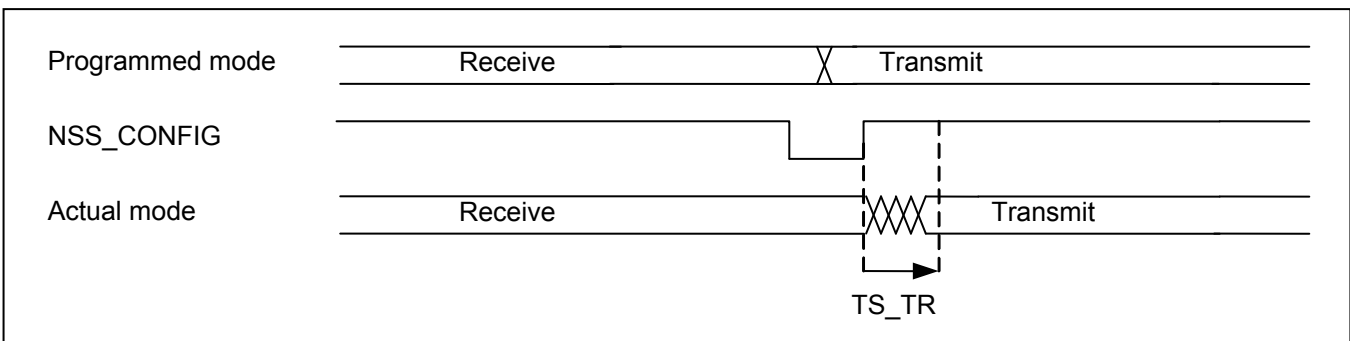 Programmed mode Receive Transmit
NSS_CONFIG
Actual mode Receive Transmit
TS_TR